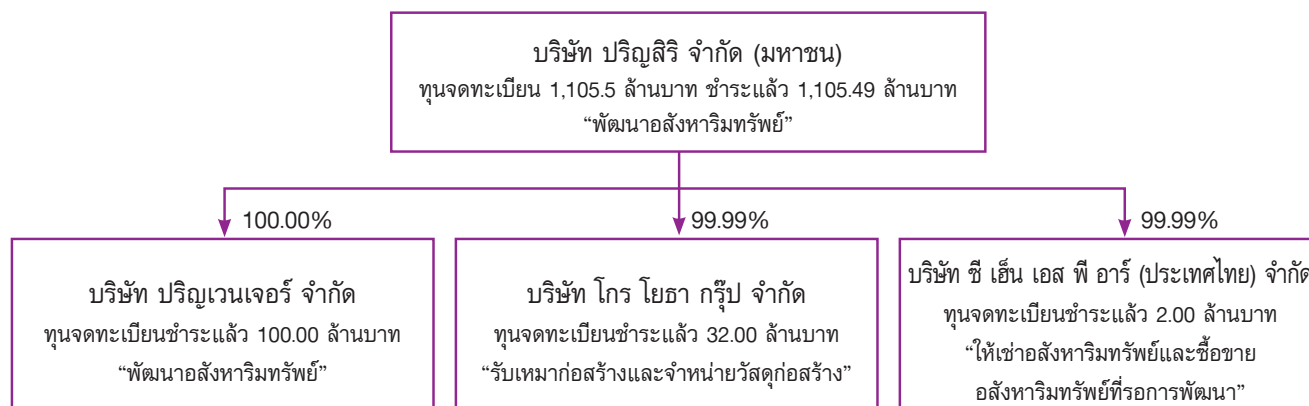 บริษัท ปริญสิริ จำกัด (มหาชน)
ทุนจดทะเบียน 1,105.5 ล้านบาท ชำระแล้ว 1,105.49 ล้านบาท
“พัฒนาอสังหาริมทรัพย์”
100.00%
99.99%
99.99%
บริษัท ปริญเวนเจอร์ จำกัด
ทุนจดทะเบียนชำระแล้ว 100.00 ล้านบาท
“พัฒนาอสังหาริมทรัพย์”
บริษัท โกร โยธา กรุ๊ป จำกัด
ทุนจดทะเบียนชำระแล้ว 32.00 ล้านบาท
“รับเหมาก่อสร้างและจำหน่ายวัสดุก่อสร้าง”
บริษัท ซี เอ็น เอส พี อาร์ (ประเทศไทย) จำกัด
ทุนจดทะเบียนชำระแล้ว 2.00 ล้านบาท
“ให้เช่าอสังหาริมทรัพย์และซื้อขาย
อสังหาริมทรัพย์ที่รอการพัฒนา”